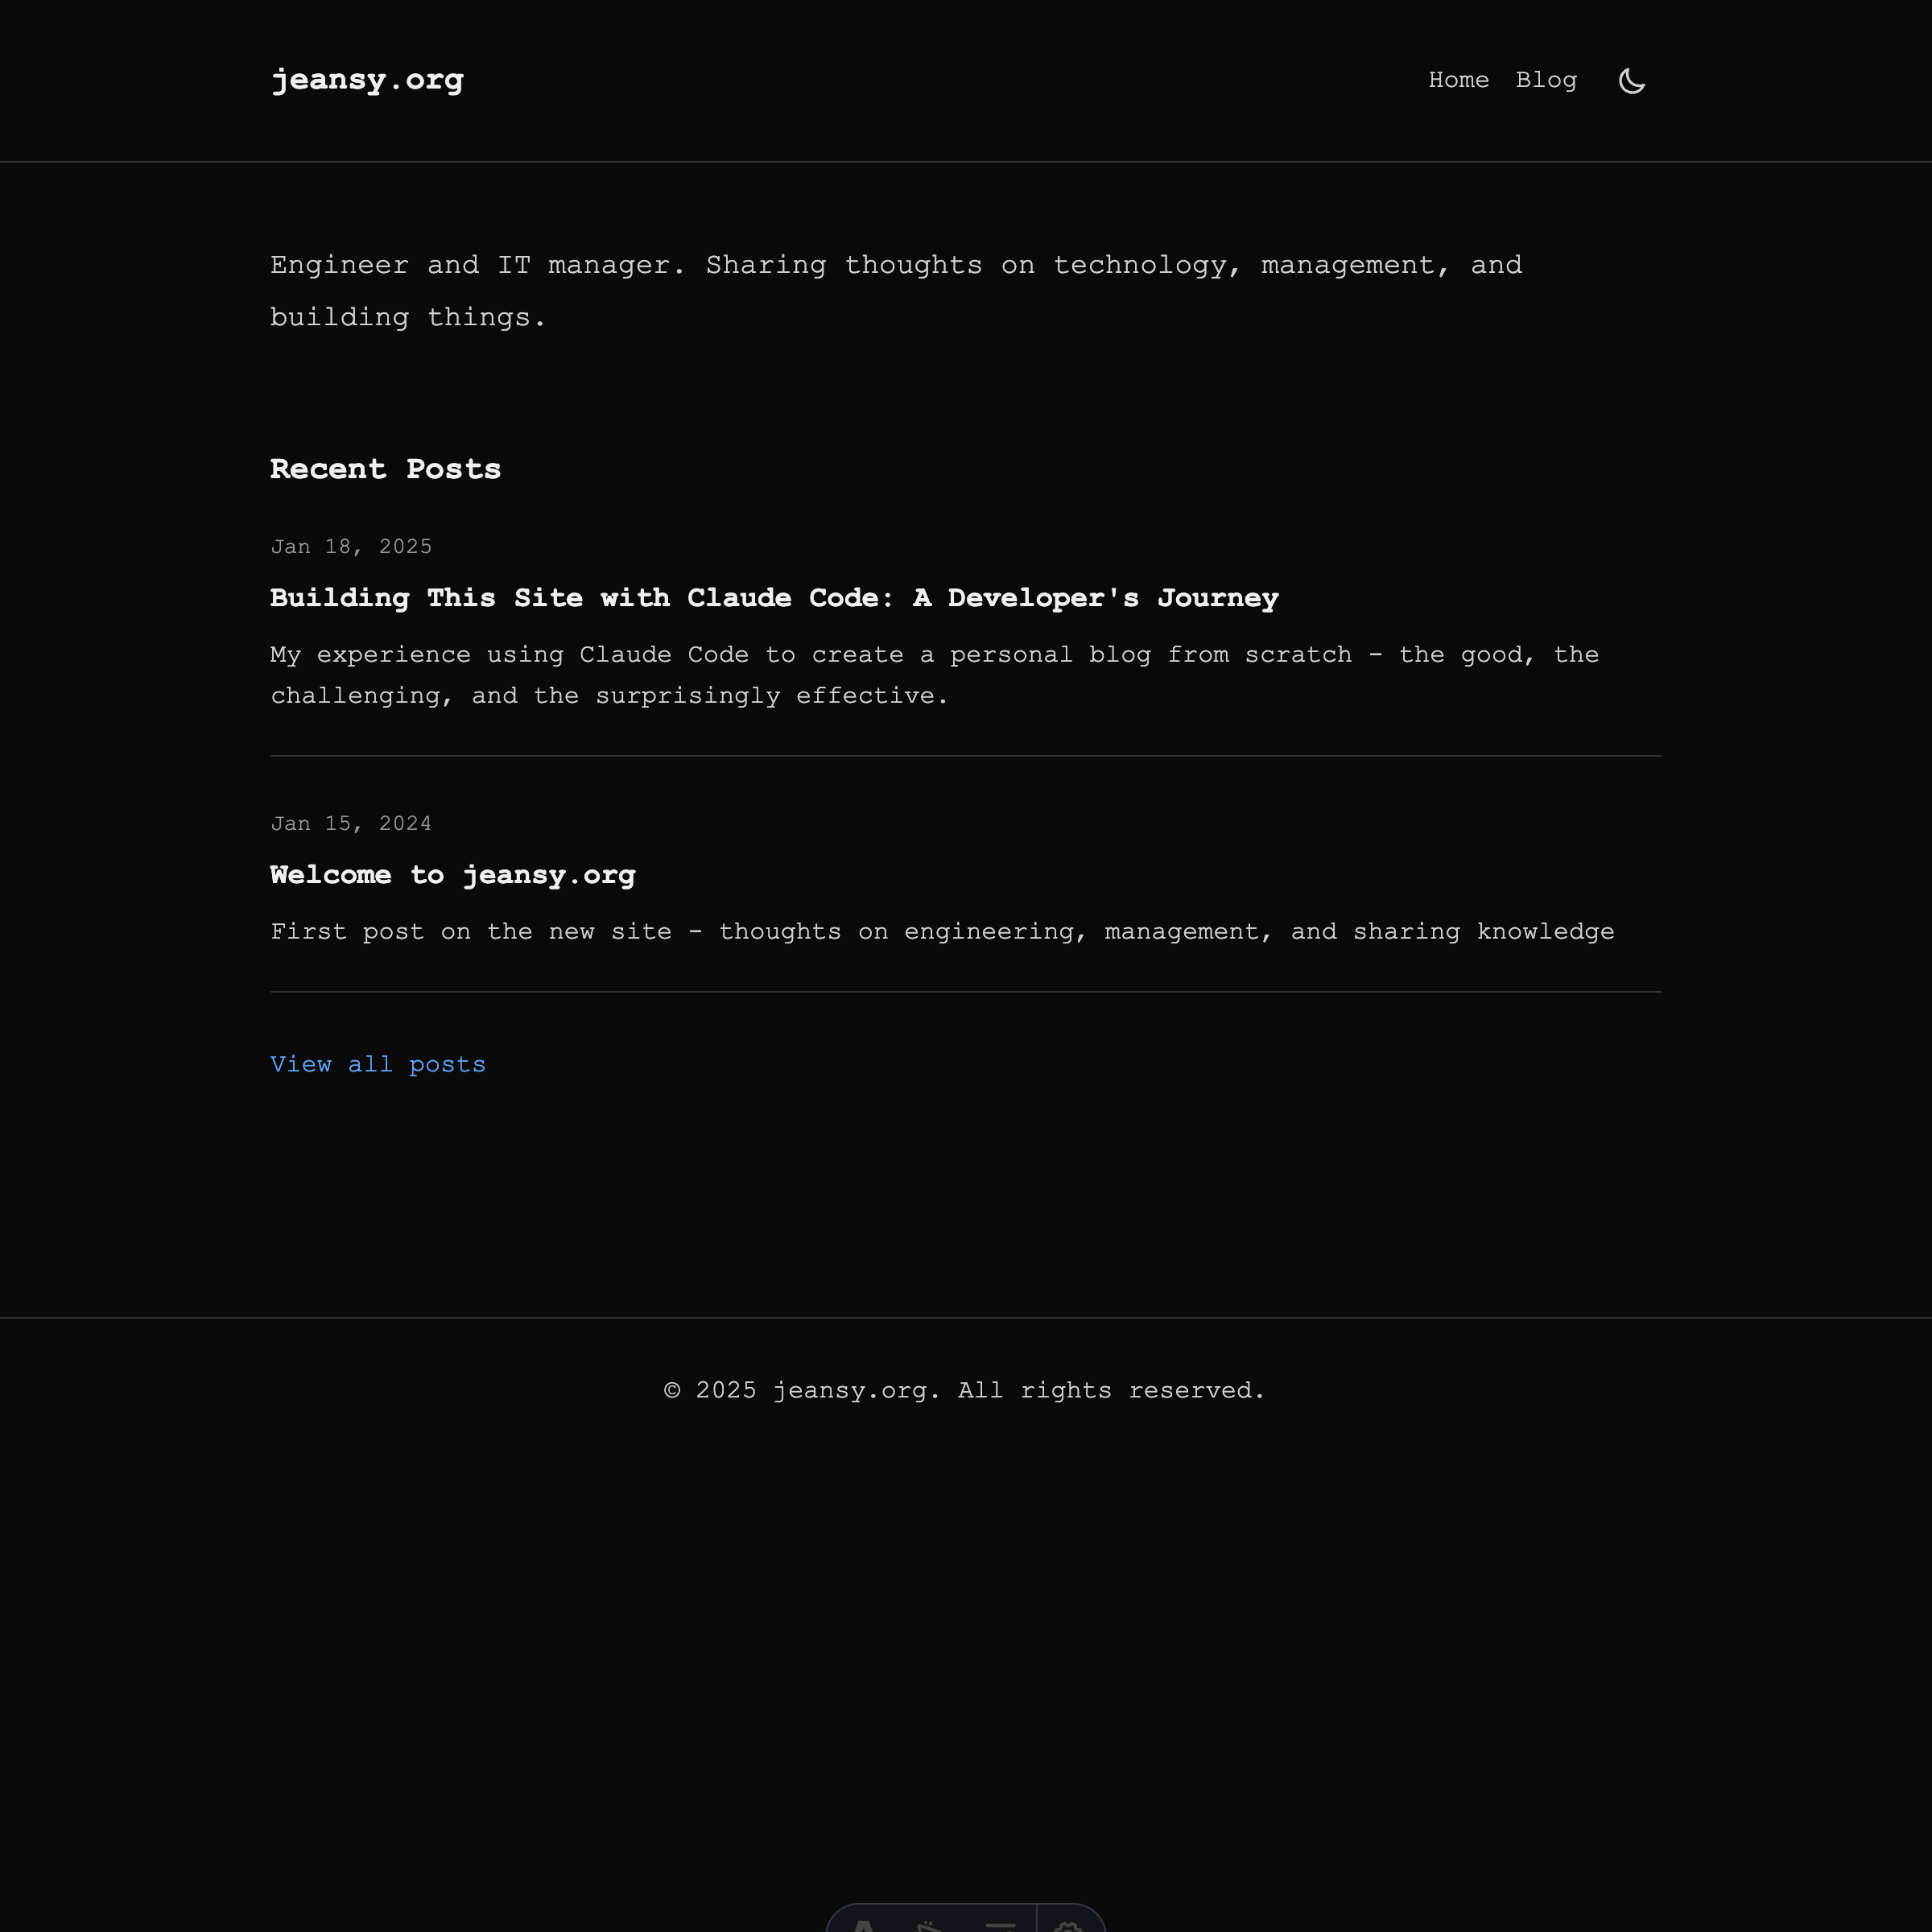 jeansy.org
Home Blog
Engineer and IT manager. Sharing thoughts on technology, management, and
building things.
Recent Posts
Jan 18, 2025
Building This Site with Claude Code: A Developer's Journey
My experience using Claude Code to create a personal blog from scratch - the good, the
challenging, and the surprisingly effective.
Jan 15, 2024
Welcome to jeansy.org
First post on the new site - thoughts on engineering, management, and sharing knowledge
View all posts
© 2025 jeansy.org. All rights reserved.